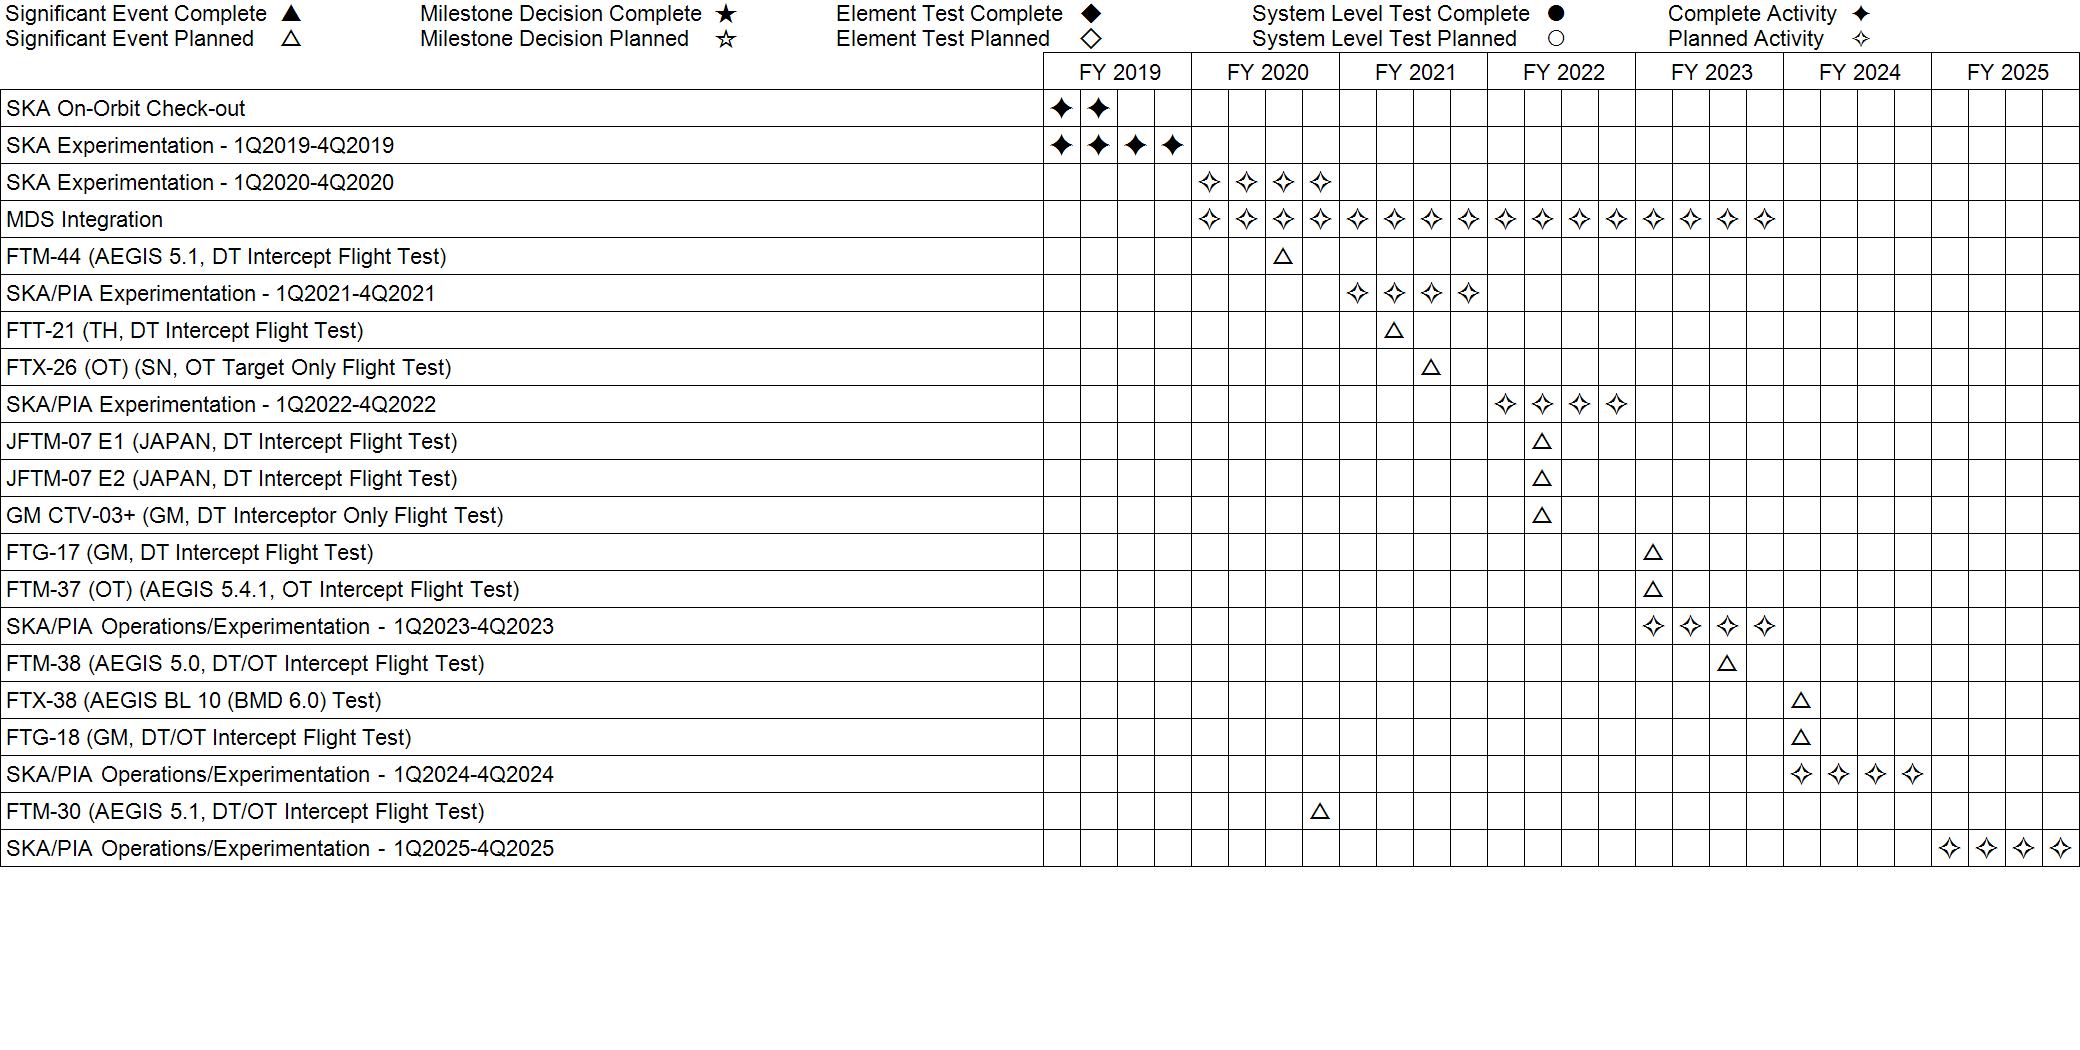 Significant Event Complete ▲ Milestone Decision Complete ★ Element Test Complete ◆ System Level Test Complete ● Complete Activity ✦
Significant Event Planned △ Milestone Decision Planned ☆ Element Test Planned ◇ System Level Test Planned ○ Planned Activity ✧
FY 2019 FY 2020 FY 2021 FY 2022 FY 2023 FY 2024 FY 2025
SKA On-Orbit Check-out ✦ ✦
SKA Experimentation - 1Q2019-4Q2019 ✦ ✦ ✦ ✦
SKA Experimentation - 1Q2020-4Q2020 ✧ ✧ ✧ ✧
MDS Integration ✧ ✧ ✧ ✧ ✧ ✧ ✧ ✧ ✧ ✧ ✧ ✧ ✧ ✧ ✧ ✧
FTM-44 (AEGIS 5.1, DT Intercept Flight Test) △
SKA/PIA Experimentation - 1Q2021-4Q2021 ✧ ✧ ✧ ✧
FTT-21 (TH, DT Intercept Flight Test) △
FTX-26 (OT) (SN, OT Target Only Flight Test) △
SKA/PIA Experimentation - 1Q2022-4Q2022 ✧ ✧ ✧ ✧
JFTM-07 E1 (JAPAN, DT Intercept Flight Test) △
JFTM-07 E2 (JAPAN, DT Intercept Flight Test) △
GM CTV-03+ (GM, DT Interceptor Only Flight Test) △
FTG-17 (GM, DT Intercept Flight Test) △
FTM-37 (OT) (AEGIS 5.4.1, OT Intercept Flight Test) △
SKA/PIA Operations/Experimentation - 1Q2023-4Q2023 ✧ ✧ ✧ ✧
FTM-38 (AEGIS 5.0, DT/OT Intercept Flight Test) △
FTX-38 (AEGIS BL 10 (BMD 6.0) Test) △
FTG-18 (GM, DT/OT Intercept Flight Test) △
SKA/PIA Operations/Experimentation - 1Q2024-4Q2024 ✧ ✧ ✧ ✧
FTM-30 (AEGIS 5.1, DT/OT Intercept Flight Test) △
SKA/PIA Operations/Experimentation - 1Q2025-4Q2025 ✧ ✧ ✧ ✧